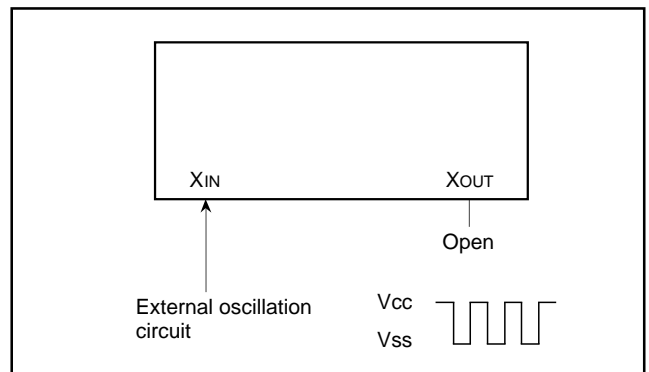 XIN
XOUT
Open
External oscillation
circuit
Vcc
Vss